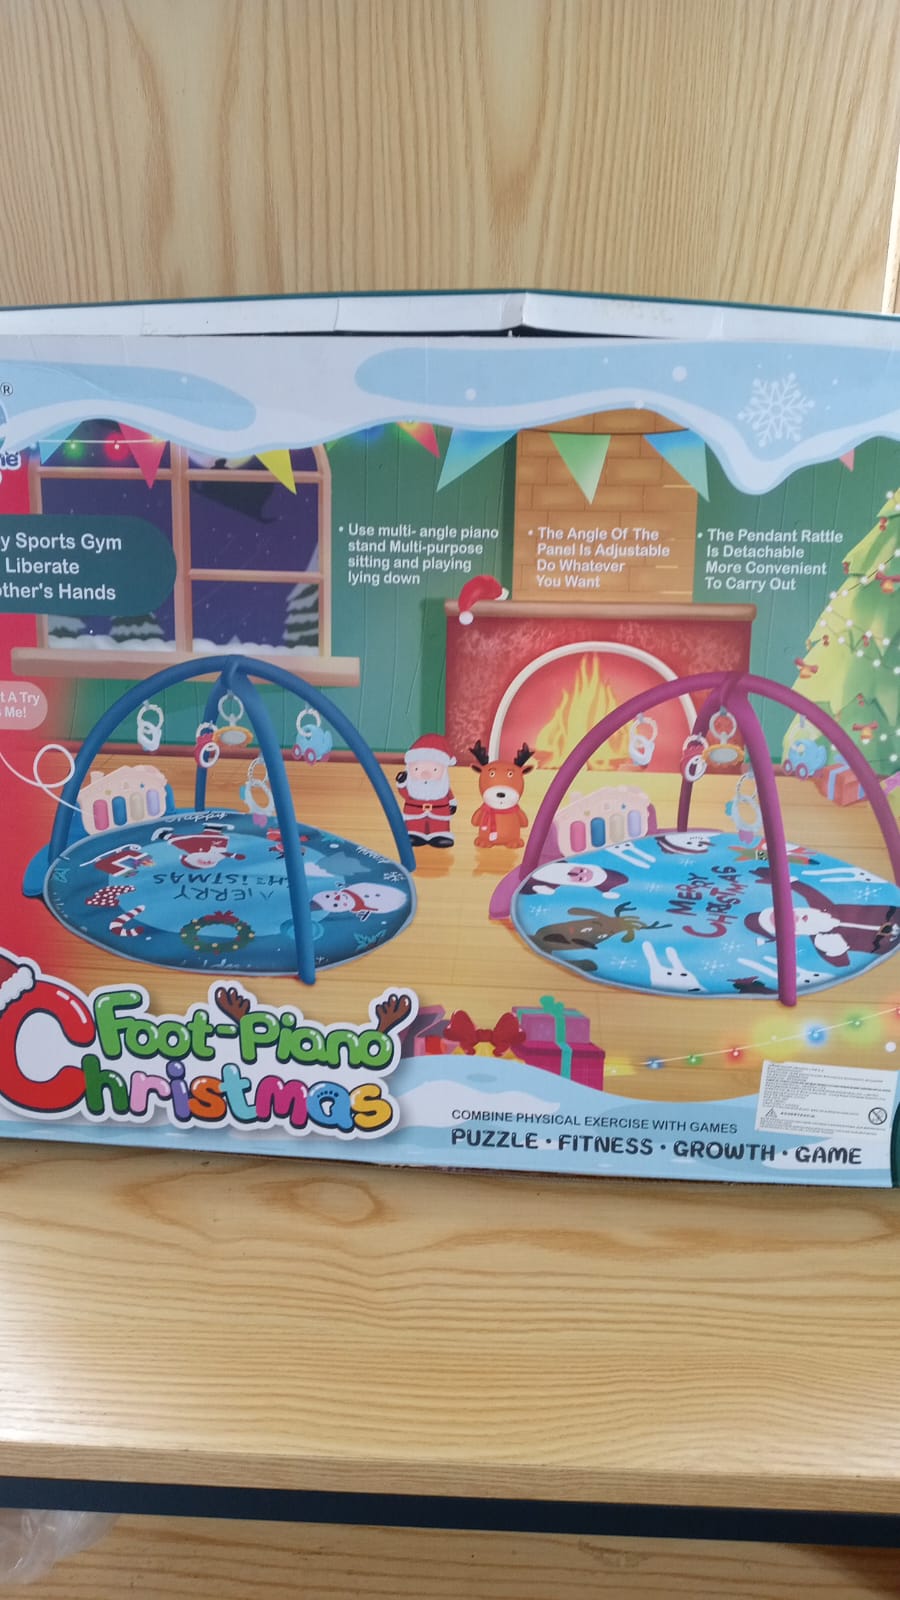 ®
y Sports Gym
Liberate
other's Hands
• Use multi- angle piano
stand Multi-purpose
sitting and playing
lying down
• The Angle Of The
Panel Is Adjustable
Do Whatever
You Want
• The Pendant Rattle
Is Detachable
More Convenient
To Carry Out
t A Try
Me!
MERRY
CHRISTMAS
MERRY
CHRISTMAS
Foot-Piano
Christmas
COMBINE PHYSICAL EXERCISE WITH GAMES
PUZZLE • FITNESS • GROWTH • GAME